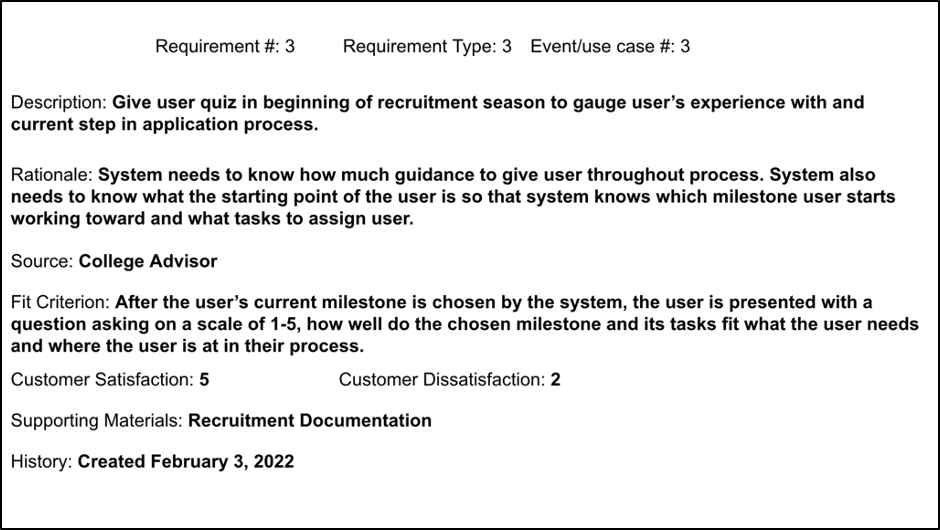 Requirement #: 3 Requirement Type: 3 Event/use case #: 3
Description: Give user quiz in beginning of recruitment season to gauge user’s experience with and
current step in application process.
Rationale: System needs to know how much guidance to give user throughout process. System also
needs to know what the starting point of the user is so that system knows which milestone user starts
working toward and what tasks to assign user.
Source: College Advisor
Fit Criterion: After the user’s current milestone is chosen by the system, the user is presented with a
question asking on a scale of 1-5, how well do the chosen milestone and its tasks fit what the user needs
and where the user is at in their process.
Customer Satisfaction: 5 Customer Dissatisfaction: 2
Supporting Materials: Recruitment Documentation
History: Created February 3, 2022